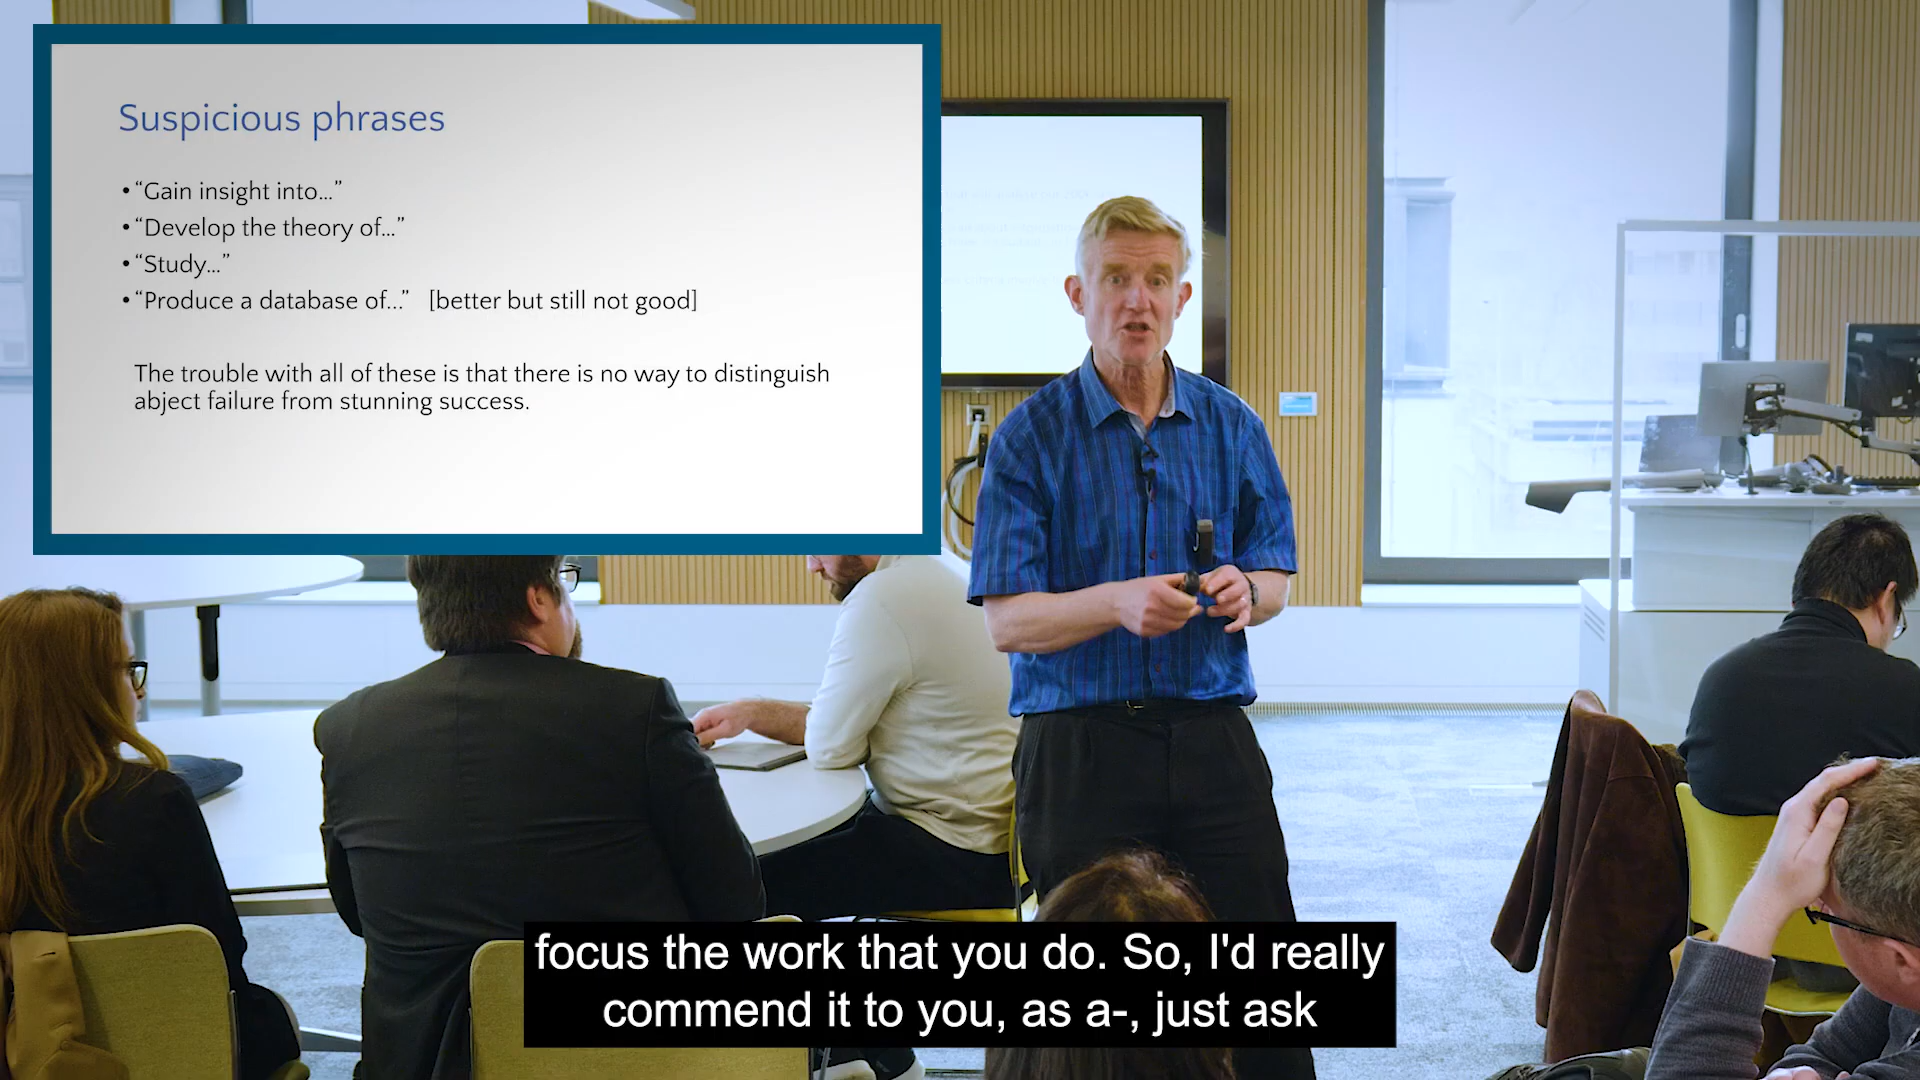 Suspicious phrases
• “Gain insight into...”
• “Develop the theory of...”
• “Study...”
• “Produce a database of...” [better but still not good]
The trouble with all of these is that there is no way to distinguish
abject failure from stunning success.
focus the work that you do. So, I'd really
commend it to you, as a-, just ask